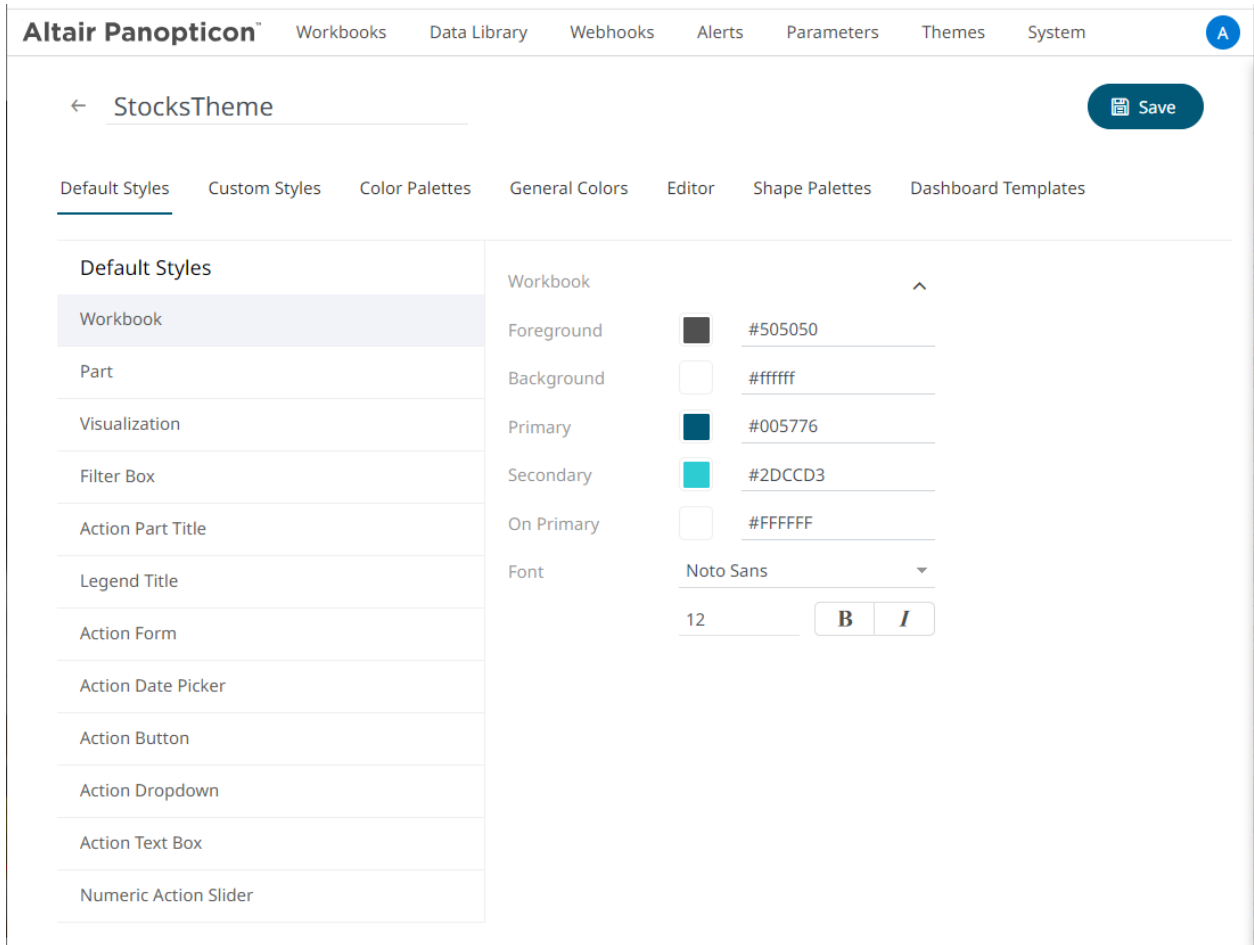 Altair Panopticon™ Workbooks Data Library Webhooks Alerts Parameters Themes System A
← StocksTheme Save
Default Styles Custom Styles Color Palettes General Colors Editor Shape Palettes Dashboard Templates
Default Styles
Workbook
Part
Visualization
Filter Box
Action Part Title
Legend Title
Action Form
Action Date Picker
Action Button
Action Dropdown
Action Text Box
Numeric Action Slider
Workbook
Foreground #505050
Background #ffffff
Primary #005776
Secondary #2DCCD3
On Primary #FFFFFF
Font Noto Sans
12 B I